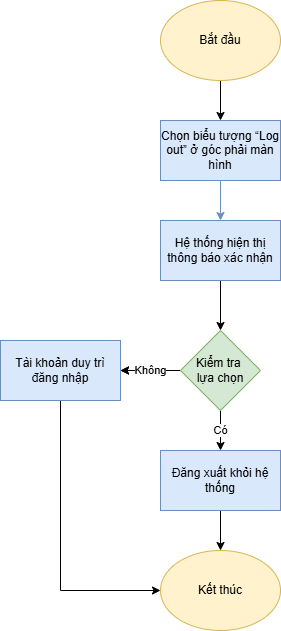 Bắt đầu
Chọn biểu tượng “Log
out” ở góc phải màn
hình
Hệ thống hiện thị
thông báo xác nhận
Kiểm tra
lựa chọn
Không
Tài khoản duy trì
đăng nhập
Có
Đăng xuất khỏi hệ
thống
Kết thúc